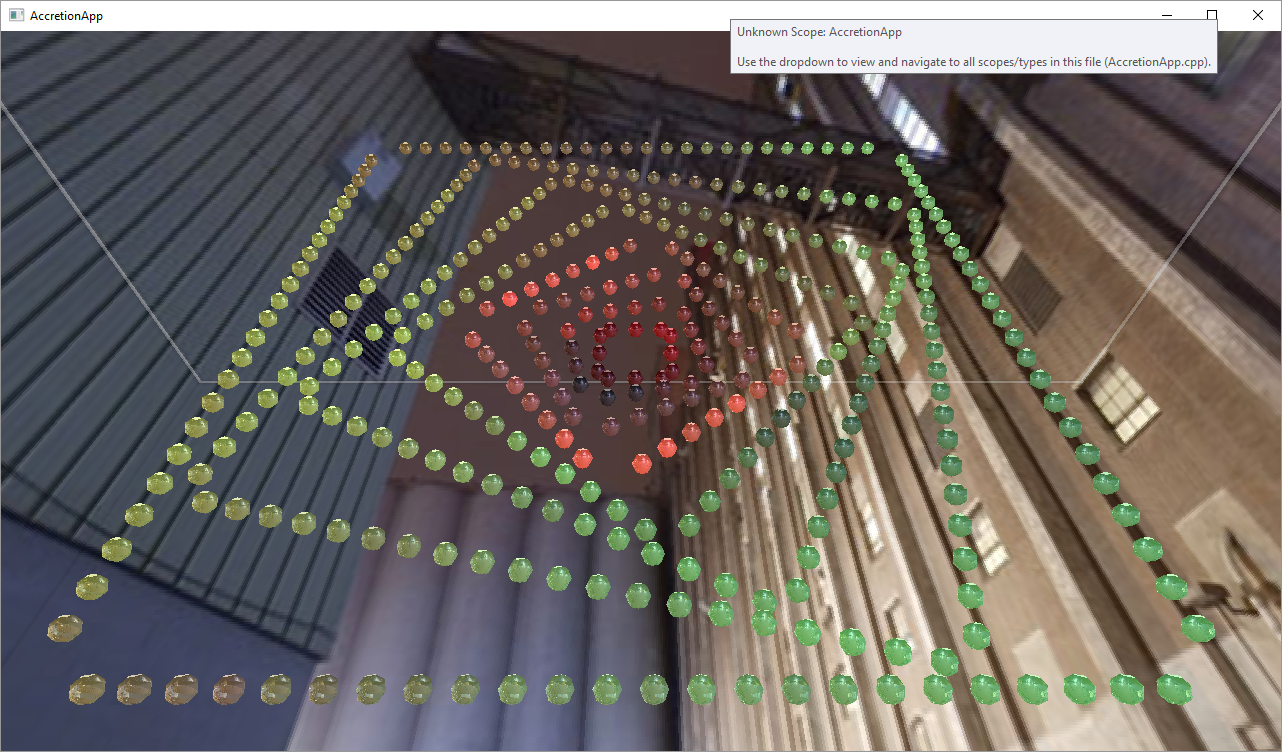 AccretionApp
Unknown Scope: AccretionApp
Use the dropdown to view and navigate to all scopes/types in this file (AccretionApp.cpp).